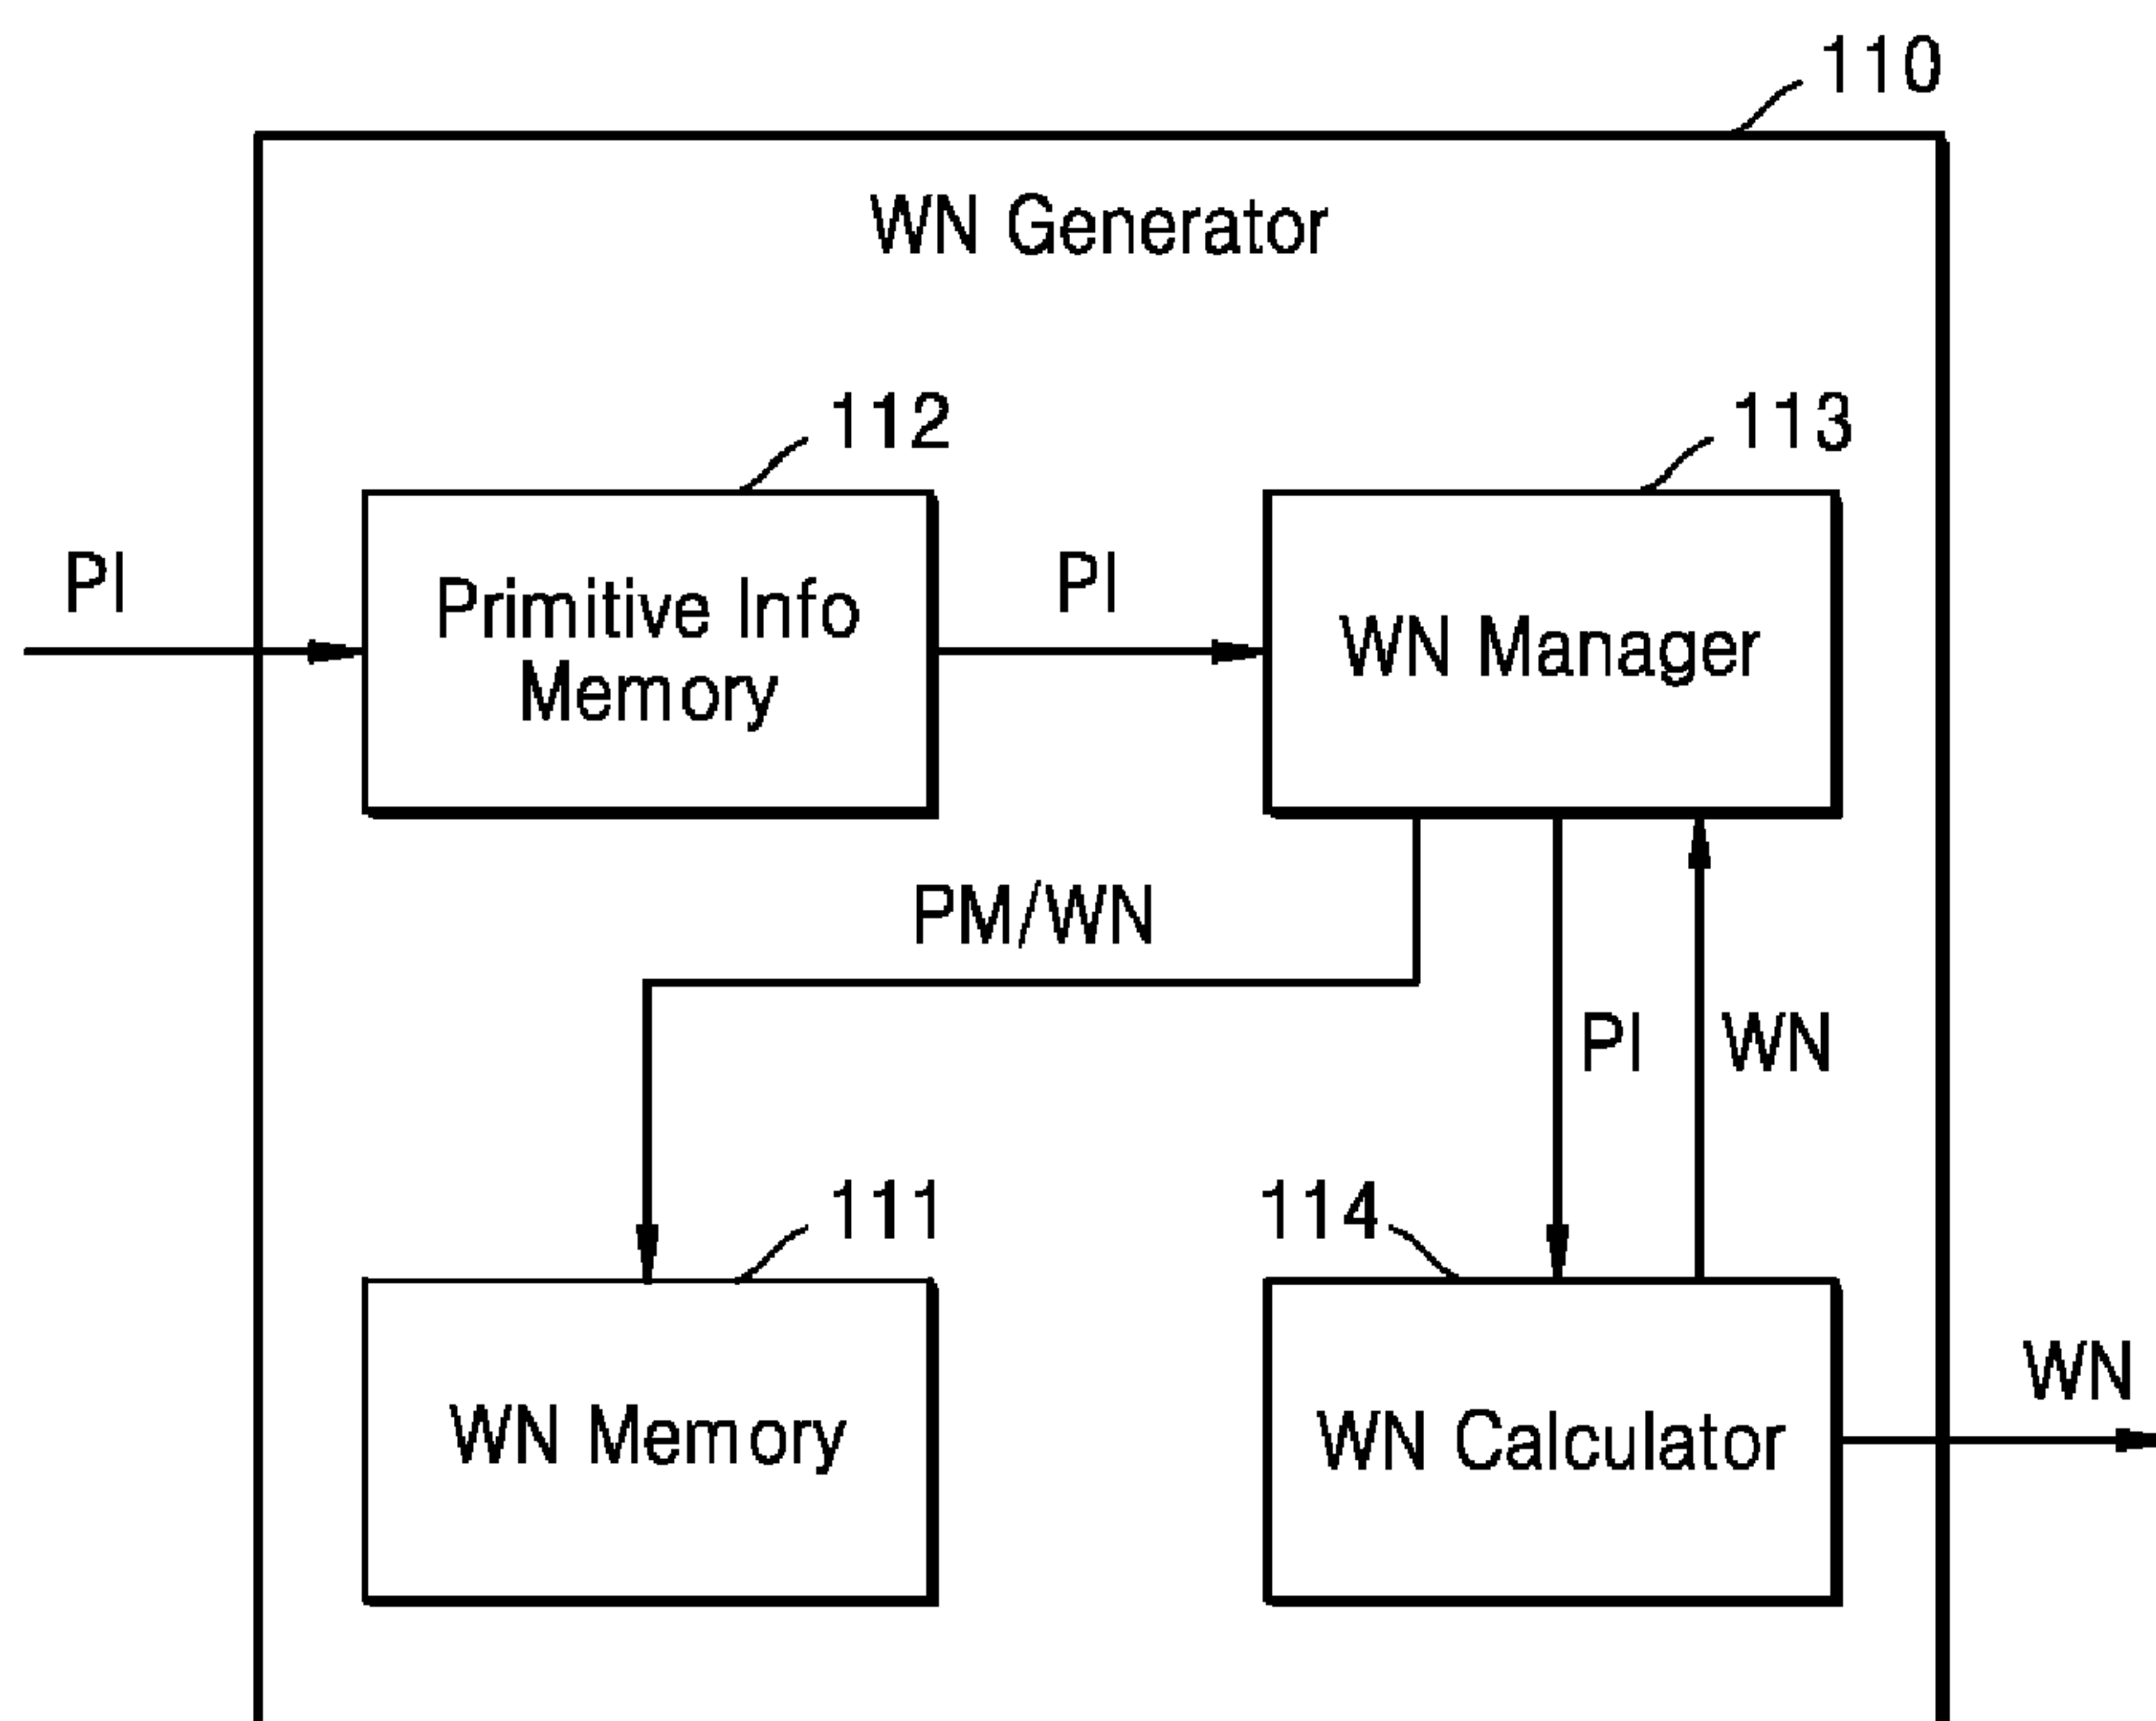 110
WN Generator
112
113
PI
PI
Primitive Info
Memory
WN Manager
PM/WN
PI
WN
111
114
WN
WN Memory
WN Calculator